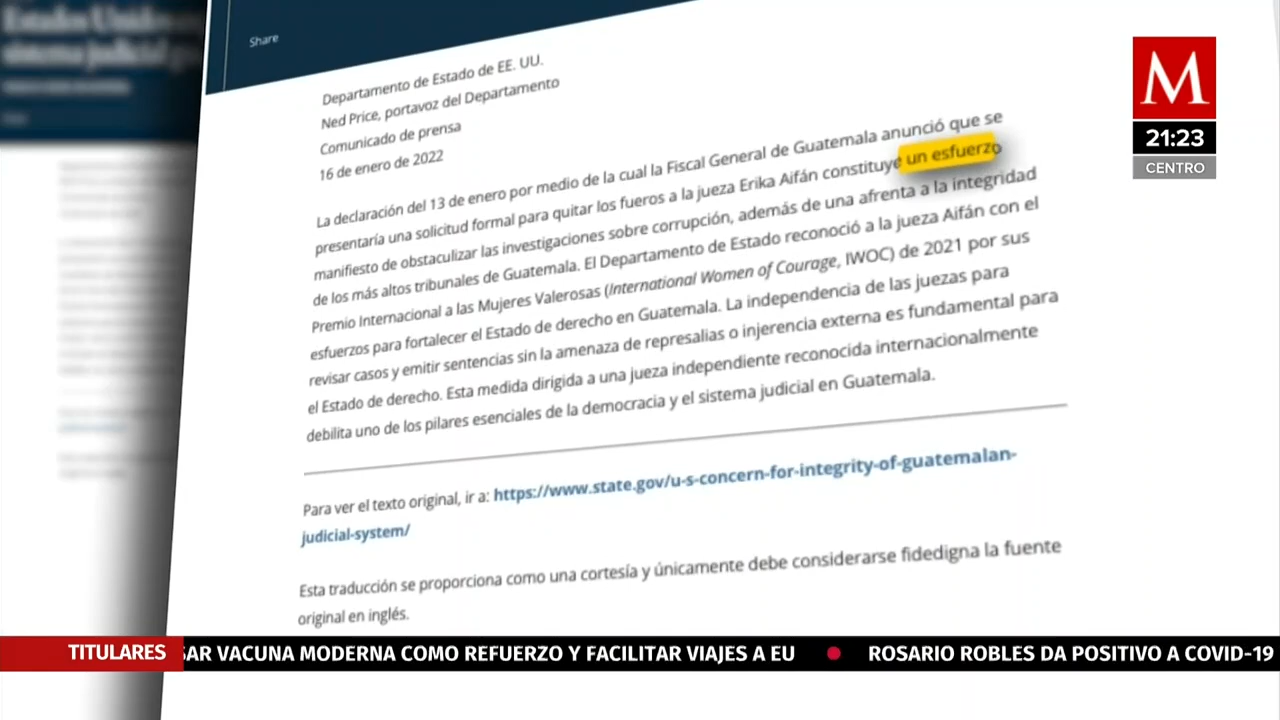 Estados Unidos
sistema judicial
Share
Departamento de Estado de EE. UU.
Ned Price, portavoz del Departamento
Comunicado de prensa
16 de enero de 2022
La declaración del 13 de enero por medio de la cual la Fiscal General de Guatemala anunció que se
presentaría una solicitud formal para quitar los fueros a la jueza Erika Aifán constituye un esfuerzo
manifiesto de obstaculizar las investigaciones sobre corrupción, además de una afrenta a la integridad
de los más altos tribunales de Guatemala. El Departamento de Estado reconoció a la jueza Aifán con el
Premio Internacional a las Mujeres Valerosas (International Women of Courage, IWOC) de 2021 por sus
esfuerzos para fortalecer el Estado de derecho en Guatemala. La independencia de las juezas para
revisar casos y emitir sentencias sin la amenaza de represalias o injerencia externa es fundamental para
el Estado de derecho. Esta medida dirigida a una jueza independiente reconocida internacionalmente
debilita uno de los pilares esenciales de la democracia y el sistema judicial en Guatemala.
Para ver el texto original, ir a: https://www.state.gov/u-s-concern-for-integrity-of-guatemalan-
judicial-system/
Esta traducción se proporciona como una cortesía y únicamente debe considerarse fidedigna la fuente
original en inglés.
M
21:23
CENTRO
TITULARES
SAR VACUNA MODERNA COMO REFUERZO Y FACILITAR VIAJES A EU
ROSARIO ROBLES DA POSITIVO A COVID-19